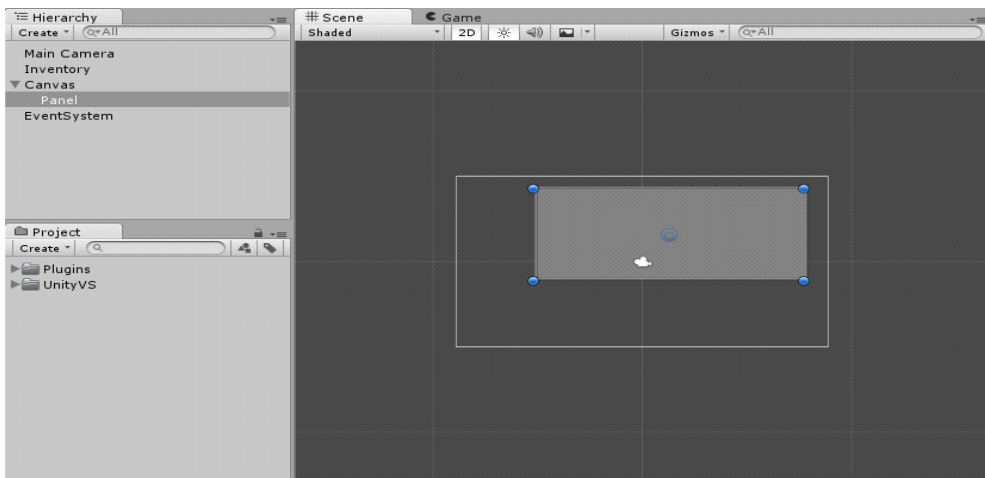 Hierarchy
Create
All
Main Camera
Inventory
Canvas
Panel
EventSystem
Project
Create
Plugins
UnityVS
Scene
Game
Shaded
2D
Gizmos
All